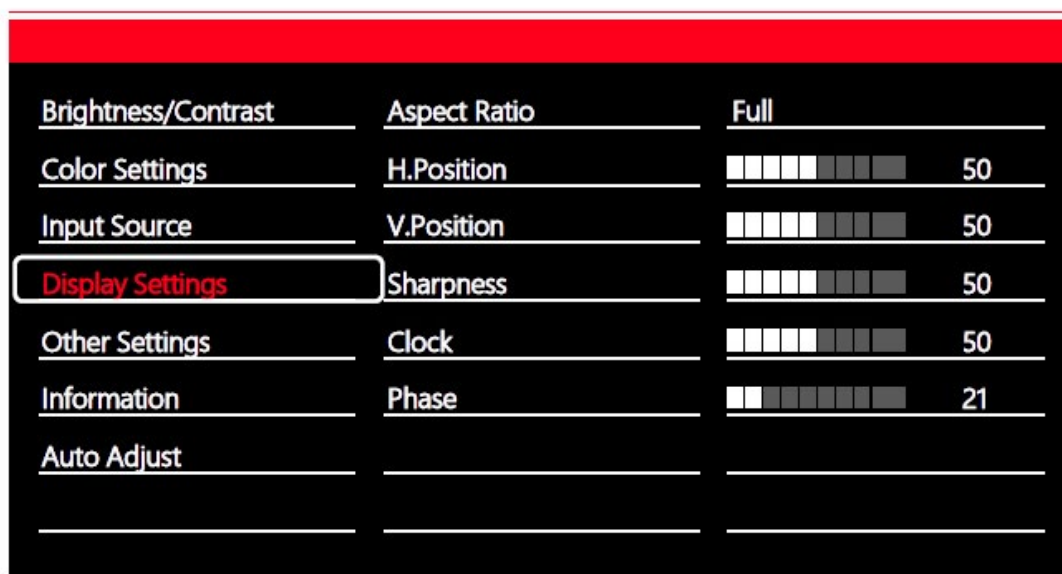 Brightness/Contrast Aspect Ratio Full
Color Settings H.Position 50
Input Source V.Position 50
Display Settings Sharpness 50
Other Settings Clock 50
Information Phase 21
Auto Adjust